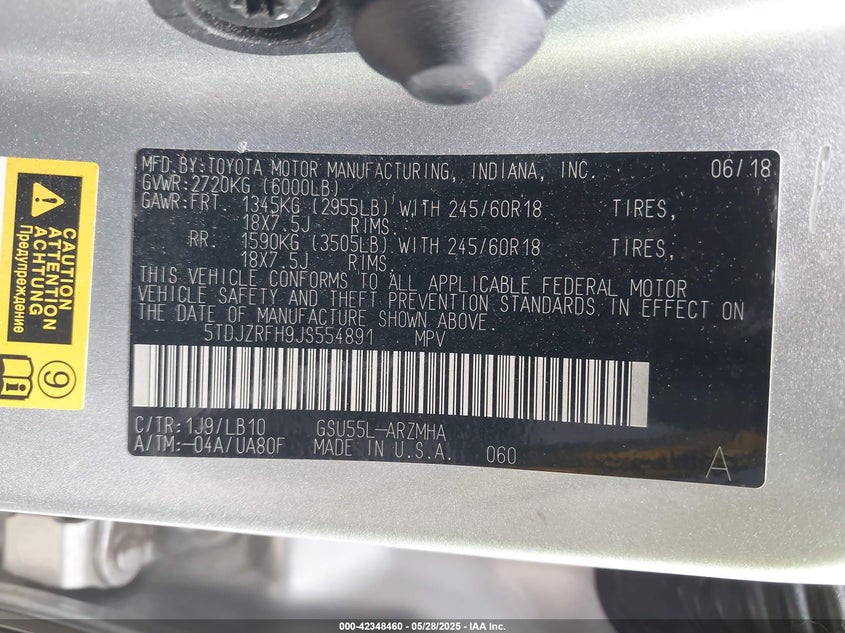 MFD.BY:TOYOTA MOTOR MANUFACTURING, INDIANA, INC. 06/18
GVWR:2720KG (6000LB)
GAWR:FRT. 1345KG (2955LB) WITH 245/60R18 TIRES,
18X7.5J RIMS.
RR. 1590KG (3505LB) WITH 245/60R18 TIRES,
18X7.5J RIMS.
THIS VEHICLE CONFORMS TO ALL APPLICABLE FEDERAL MOTOR
VEHICLE SAFETY AND THEFT PREVENTION STANDARDS IN EFFECT ON
THE DATE OF MANUFACTURE SHOWN ABOVE.
5TDJZRFH9JS554891 MPV
C/TR:1J9/LB10 GSU55L-ARZMHA
A/TM:-04A/UA80F MADE IN U.S.A. 060 A
CAUTION
ATTENTION
ACHTUNG
Предупреждение
9
000-42348460 - 05/28/2025 - IAA Inc.